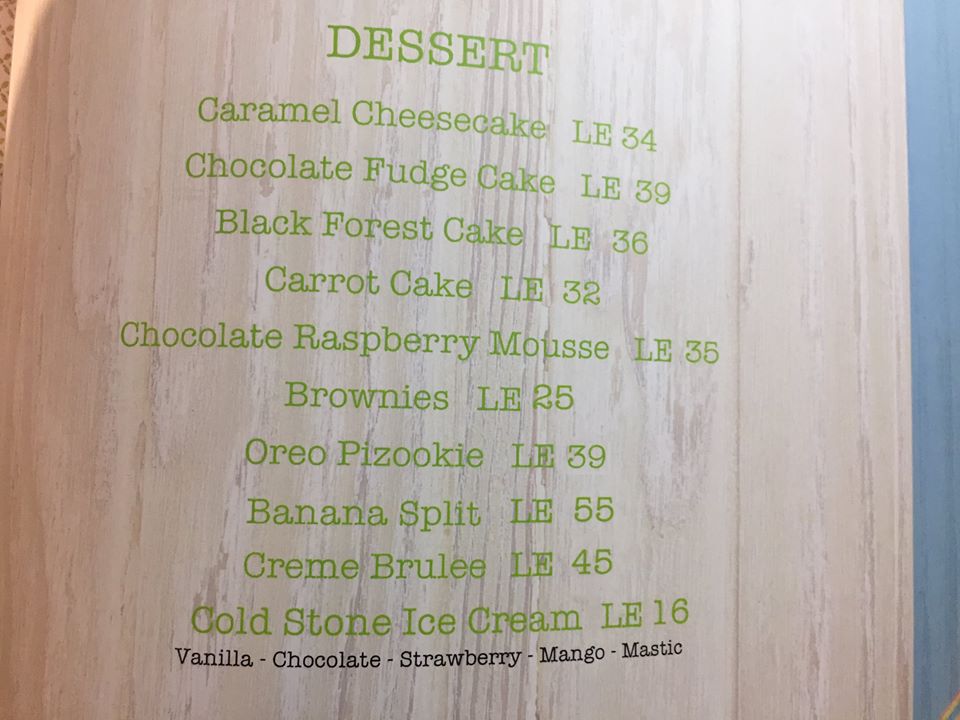 DESSERT
Caramel Cheesecake LE 34
Chocolate Fudge Cake LE 39
Black Forest Cake LE 36
Carrot Cake LE 32
Chocolate Raspberry Mousse LE 35
Brownies LE 25
Oreo Pizookie LE 39
Banana Split LE 55
Creme Brulee LE 45
Cold Stone Ice Cream LE 16
Vanilla - Chocolate - Strawberry - Mango - Mastic